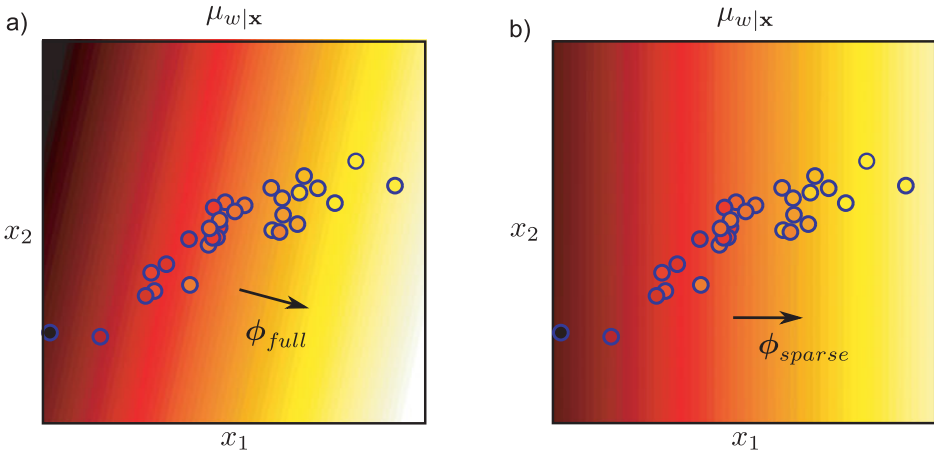 a)
μ_{w|𝐱}
x_2
ϕ_{full}
x_1
b)
μ_{w|𝐱}
x_2
ϕ_{sparse}
x_1